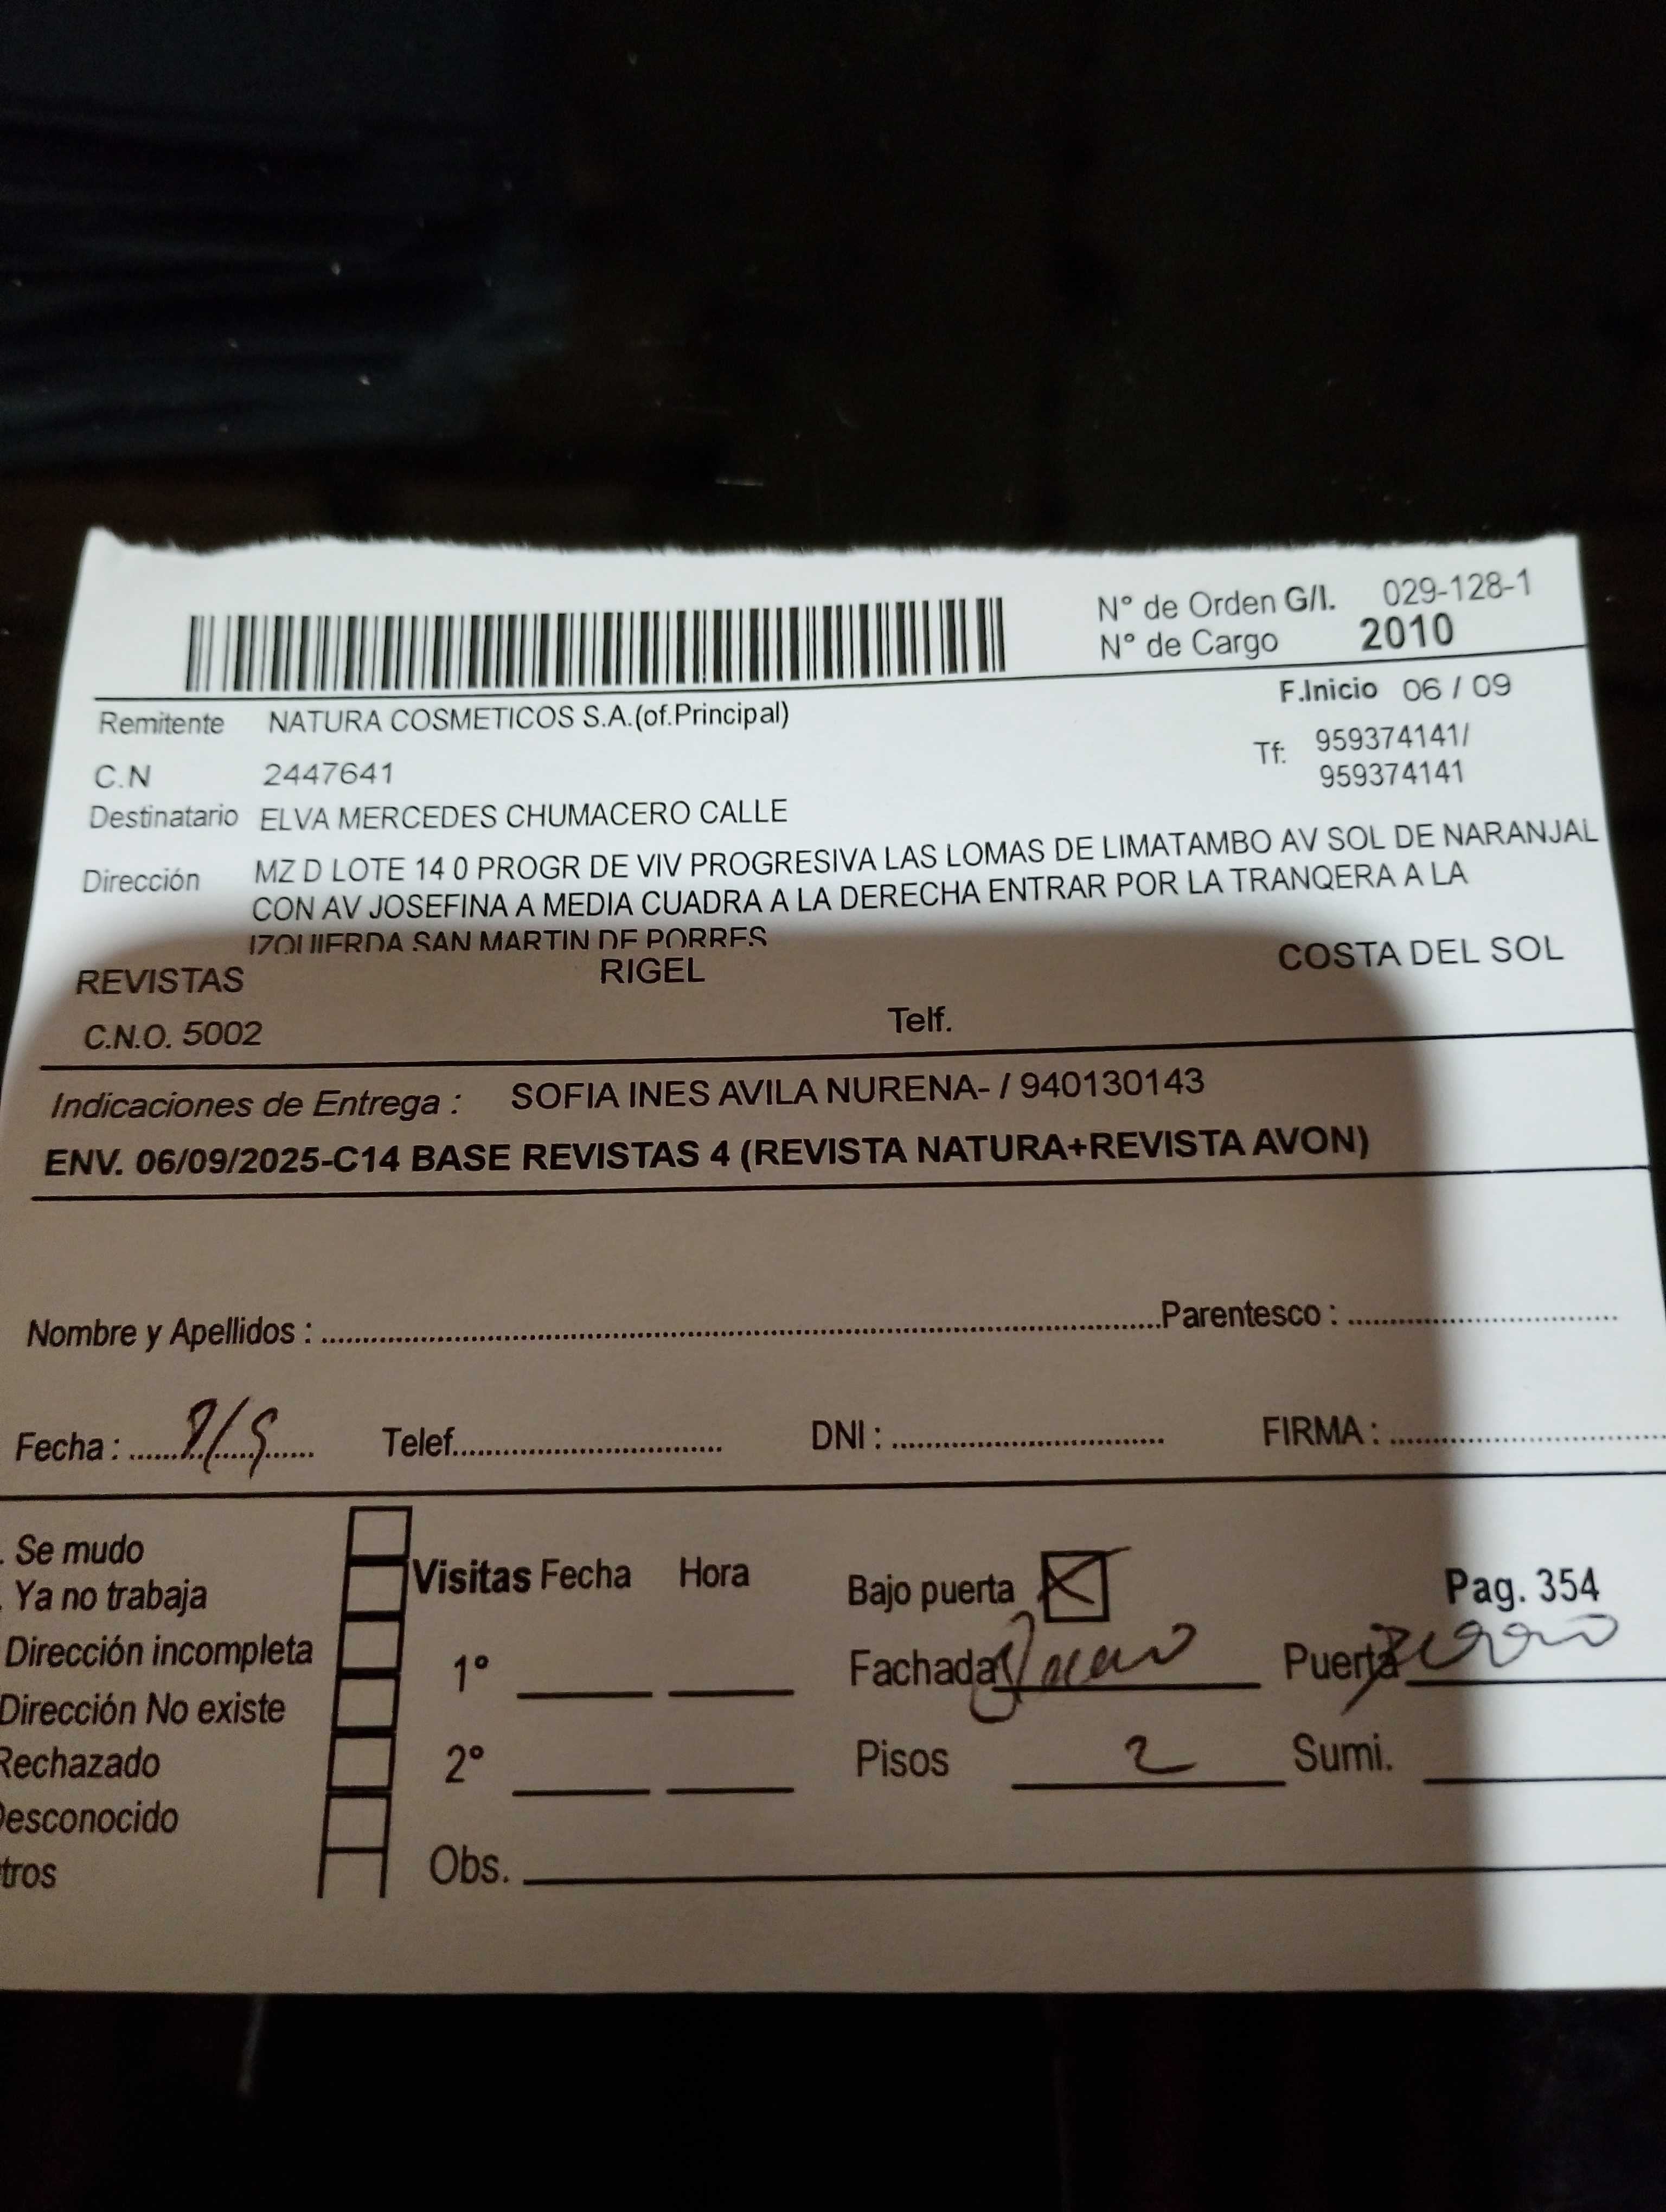 N° de Orden G/I. 029-128-1
N° de Cargo 2010
F.Inicio 06 / 09
Remitente NATURA COSMETICOS S.A.(of.Principal)
Tf: 959374141/
959374141
C.N 2447641
Destinatario ELVA MERCEDES CHUMACERO CALLE
Dirección MZ D LOTE 14 0 PROGR DE VIV PROGRESIVA LAS LOMAS DE LIMATAMBO AV SOL DE NARANJAL
CON AV JOSEFINA A MEDIA CUADRA A LA DERECHA ENTRAR POR LA TRANQERA A LA
IZQUIERDA SAN MARTIN DE PORRES
REVISTAS RIGEL COSTA DEL SOL
C.N.O. 5002 Telf.
Indicaciones de Entrega : SOFIA INES AVILA NURENA- / 940130143
ENV. 06/09/2025-C14 BASE REVISTAS 4 (REVISTA NATURA+REVISTA AVON)
Nombre y Apellidos : Parentesco :
Fecha : Telef. DNI : FIRMA :
. Se mudo
. Ya no trabaja
Dirección incompleta
Dirección No existe
Rechazado
Desconocido
tros
Visitas Fecha Hora
1°
2°
Obs.
Bajo puerta Pag. 354
Fachada Puerta
Pisos 2 Sumi.